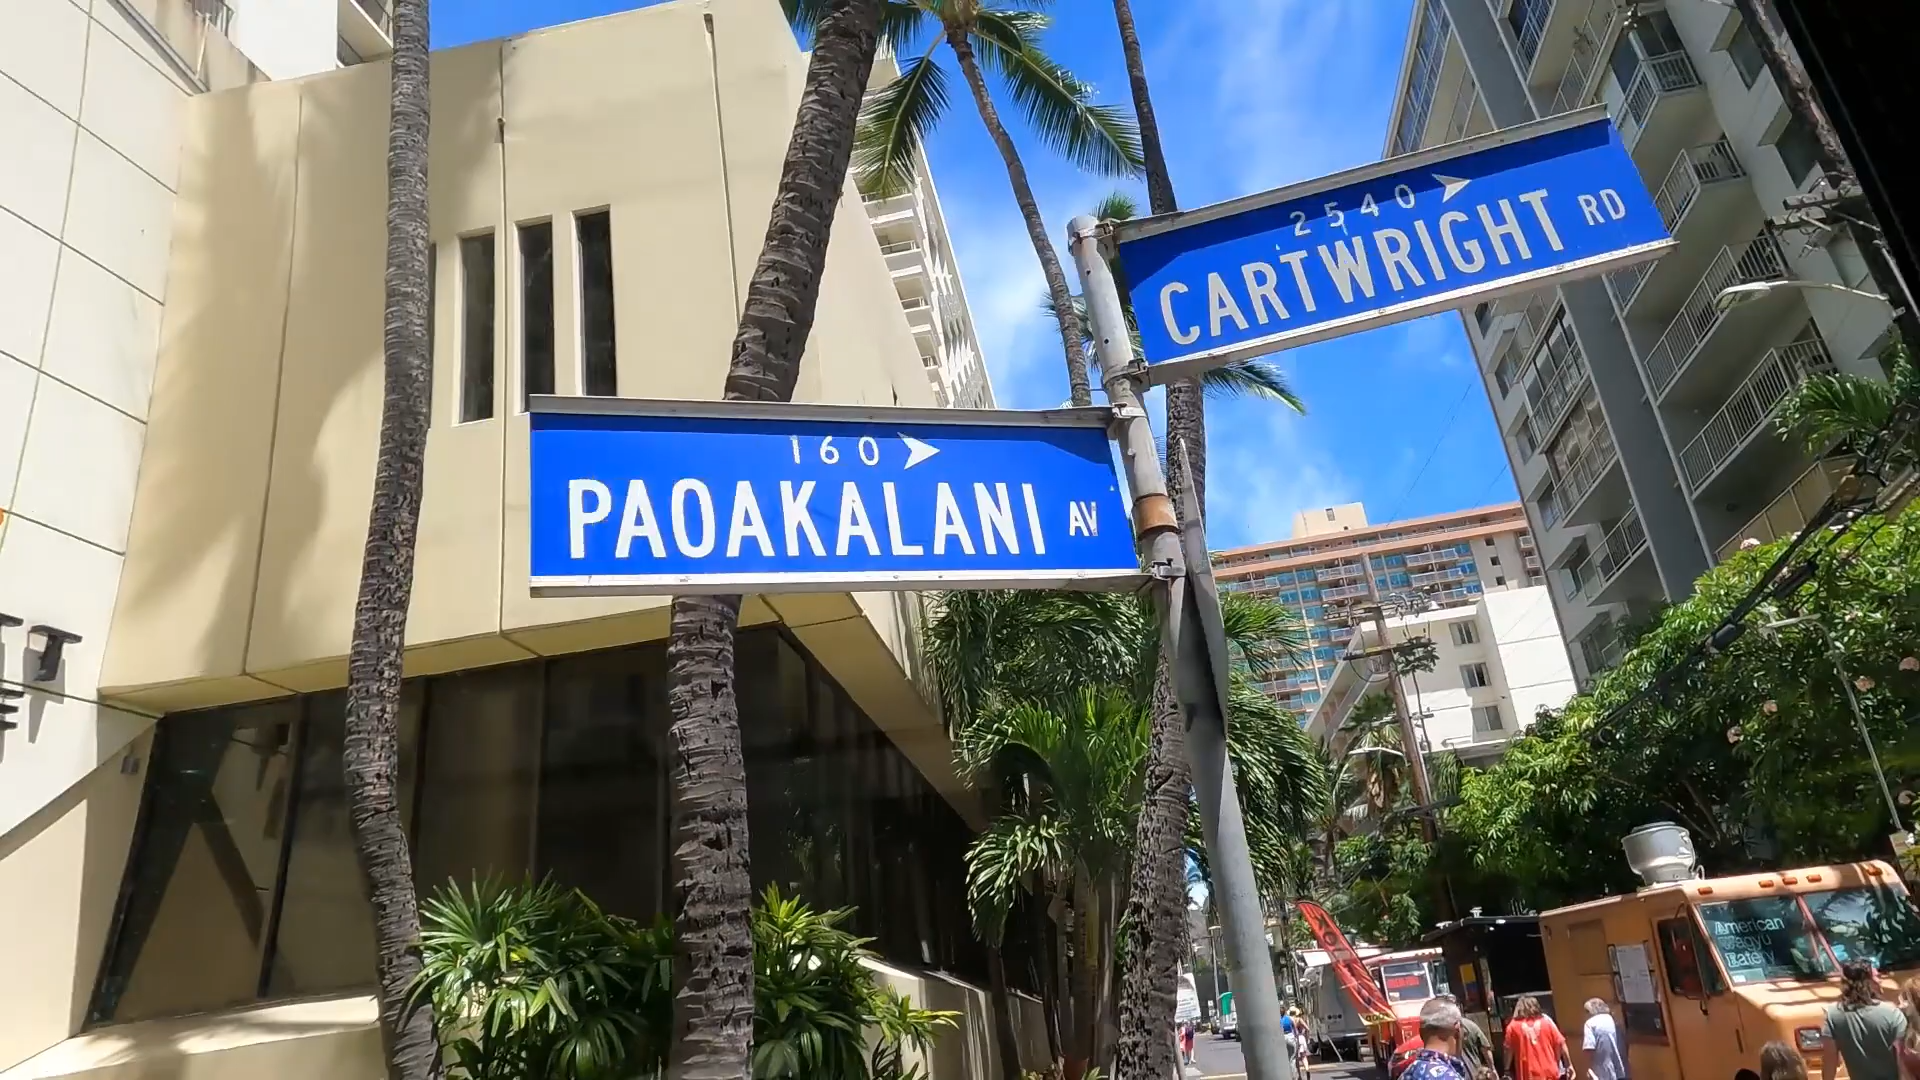 2540
CARTWRIGHT RD
160
PAOAKALANI AV
American
Wagyu
Eatery